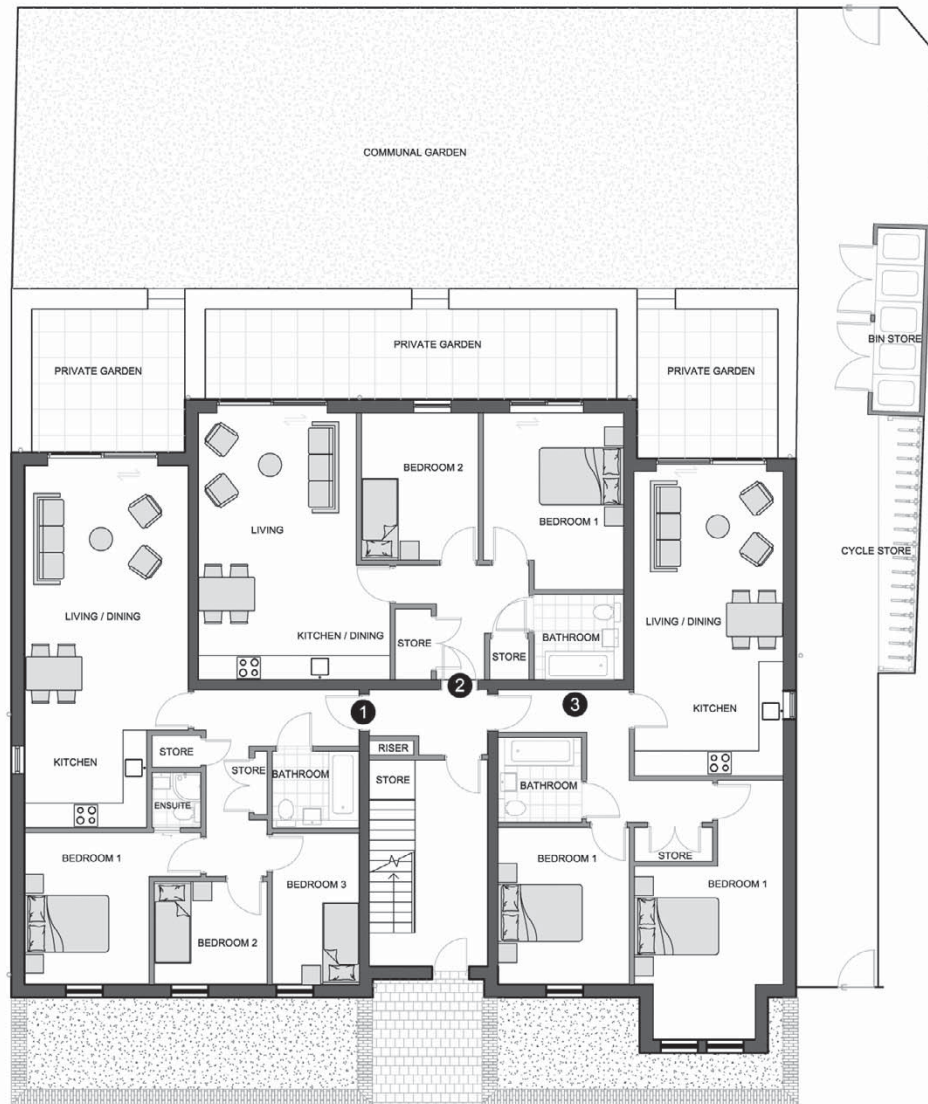 COMMUNAL GARDEN
PRIVATE GARDEN
PRIVATE GARDEN
PRIVATE GARDEN
BIN STORE
CYCLE STORE
BEDROOM 2
BEDROOM 1
LIVING
KITCHEN / DINING
STORE
STORE
BATHROOM
LIVING / DINING
LIVING / DINING
KITCHEN
1
2
3
KITCHEN
STORE
STORE
BATHROOM
ENSUITE
RISER
STORE
BATHROOM
BEDROOM 1
BEDROOM 2
BEDROOM 3
BEDROOM 1
STORE
BEDROOM 1